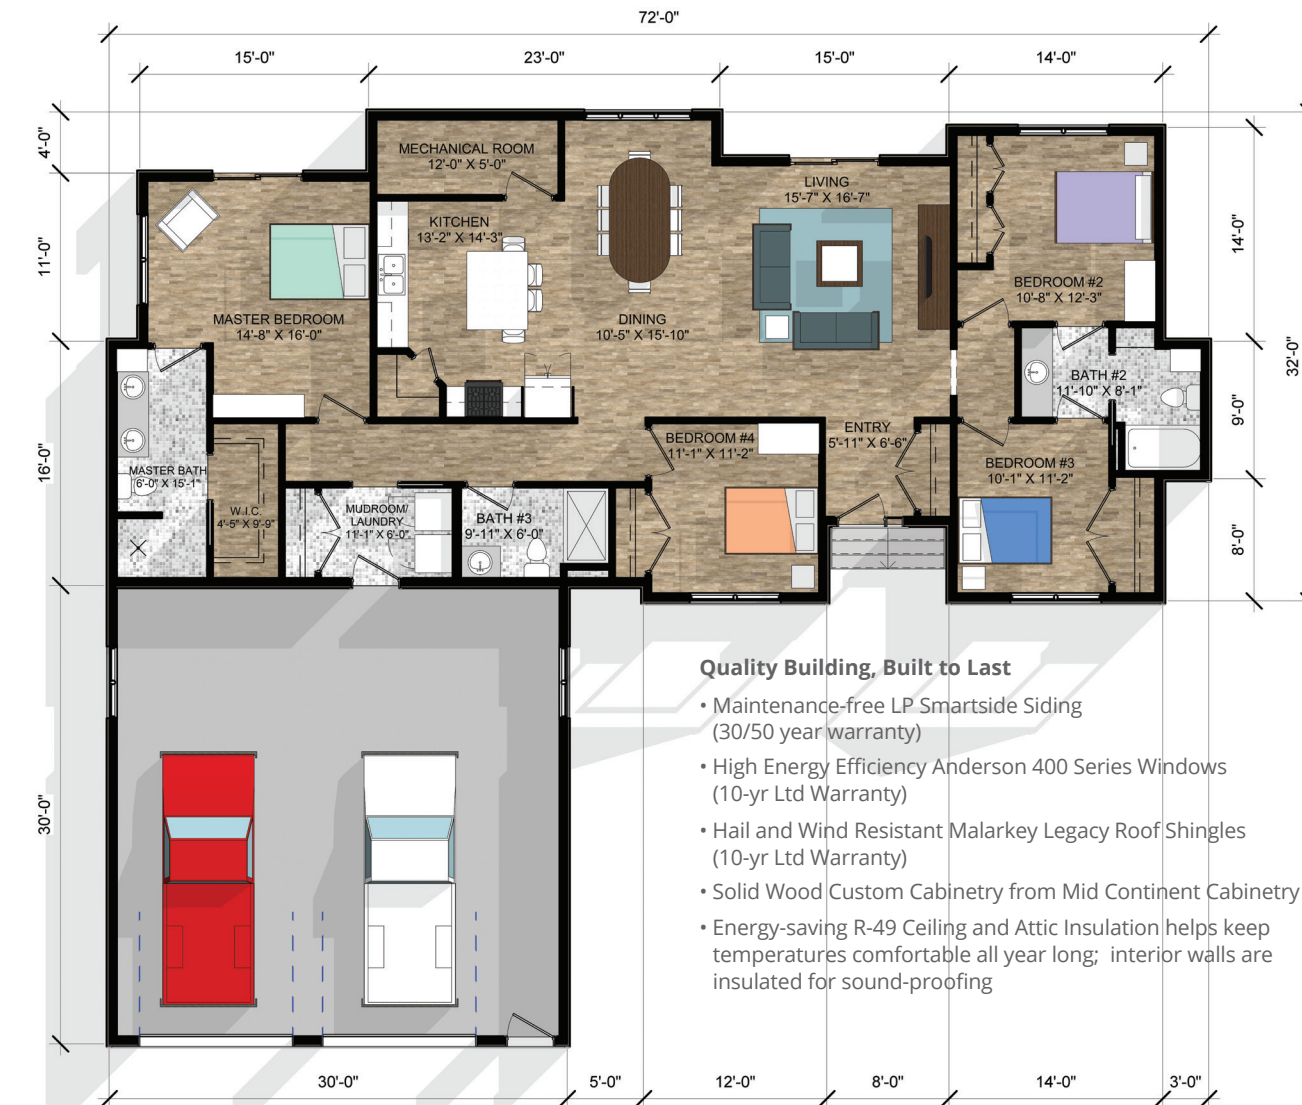 72'-0"
15'-0"
23'-0"
15'-0"
14'-0"
4'-0"
11'-0"
16'-0"
30'-0"
14'-0"
9'-0"
8'-0"
32'-0"
MECHANICAL ROOM
12'-0" X 5'-0"
KITCHEN
13'-2" X 14'-3"
LIVING
15'-7" X 16'-7"
BEDROOM #2
10'-8" X 12'-3"
MASTER BEDROOM
14'-8" X 16'-0"
DINING
10'-5" X 15'-10"
BATH #2
11'-10" X 8'-1"
ENTRY
5'-11" X 6'-6"
BEDROOM #4
11'-1" X 11'-2"
BEDROOM #3
10'-1" X 11'-2"
MASTER BATH
6'-0" X 15'-1"
W.I.C.
4'-5" X 9'-9"
MUDROOM/
LAUNDRY
11'-1" X 6'-0"
BATH #3
9'-11" X 6'-0"
Quality Building, Built to Last
• Maintenance-free LP Smartside Siding
(30/50 year warranty)
• High Energy Efficiency Anderson 400 Series Windows
(10-yr Ltd Warranty)
• Hail and Wind Resistant Malarkey Legacy Roof Shingles
(10-yr Ltd Warranty)
• Solid Wood Custom Cabinetry from Mid Continent Cabinetry
• Energy-saving R-49 Ceiling and Attic Insulation helps keep
temperatures comfortable all year long; interior walls are
insulated for sound-proofing
30'-0"
5'-0"
12'-0"
8'-0"
14'-0"
3'-0"